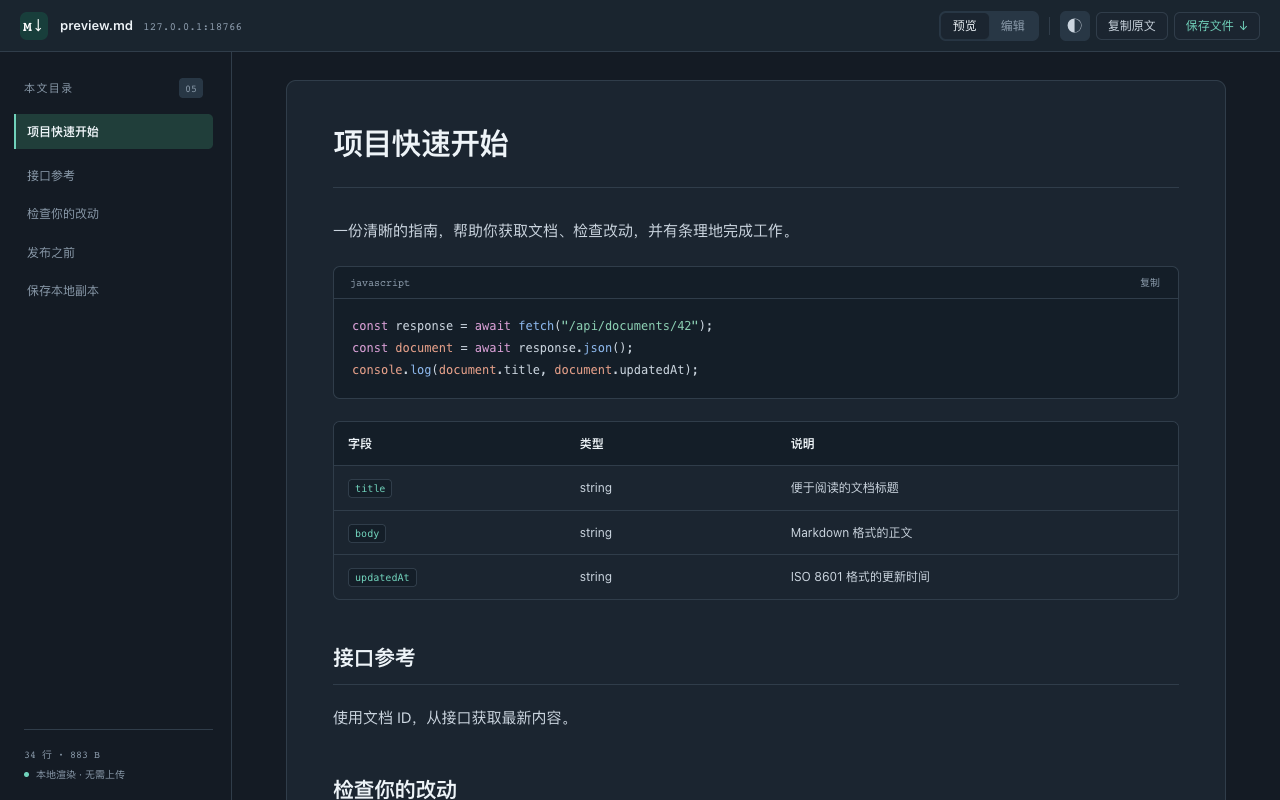 M↓ preview.md 127.0.0.1:18766 预览 编辑 复制原文 保存文件 ↓
本文目录 05
项目快速开始
接口参考
检查你的改动
发布之前
保存本地副本
34 行 · 883 B
本地渲染 · 无需上传
项目快速开始
一份清晰的指南，帮助你获取文档、检查改动，并有条理地完成工作。
javascript 复制
const response = await fetch("/api/documents/42");
const document = await response.json();
console.log(document.title, document.updatedAt);
字段 类型 说明
title string 便于阅读的文档标题
body string Markdown 格式的正文
updatedAt string ISO 8601 格式的更新时间
接口参考
使用文档 ID，从接口获取最新内容。
检查你的改动